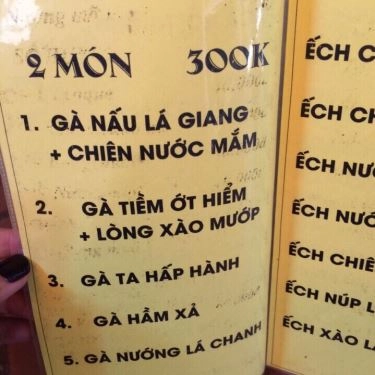 2 MÓN 300K
1. GÀ NẤU LÁ GIANG
+ CHIÊN NƯỚC MẮM
2. GÀ TIỀM ỚT HIỂM
+ LÒNG XÀO MƯỚP
3. GÀ TA HẤP HÀNH
4. GÀ HẦM XẢ
5. GÀ NƯỚNG LÁ CHANH
ẾCH
ẾCH
ẾCH
ẾCH
ẾCH CHIÊ
ẾCH NÚP
ẾCH XÀO